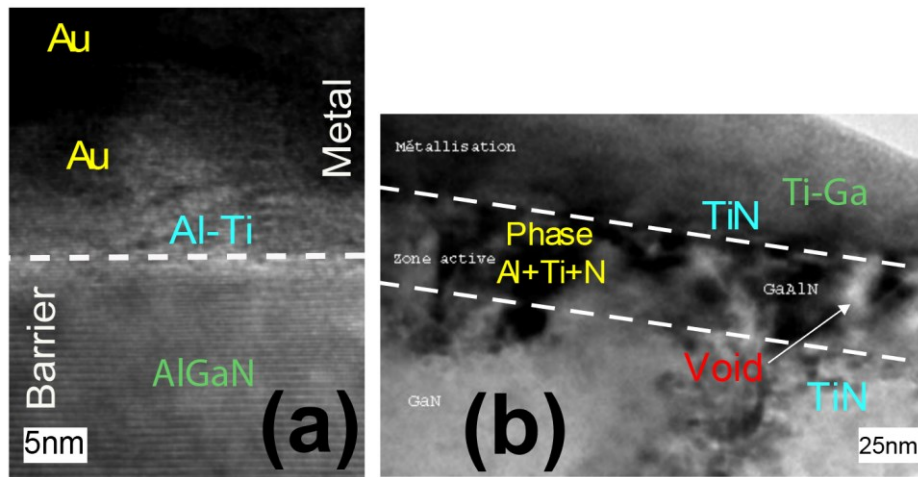 Au
Au
Metal
Al-Ti
Barrier
AlGaN
5nm
(a)
Métallisation
Ti-Ga
TiN
Phase
Al+Ti+N
Zone active
GaAlN
Void
TiN
GaN
(b)
25nm